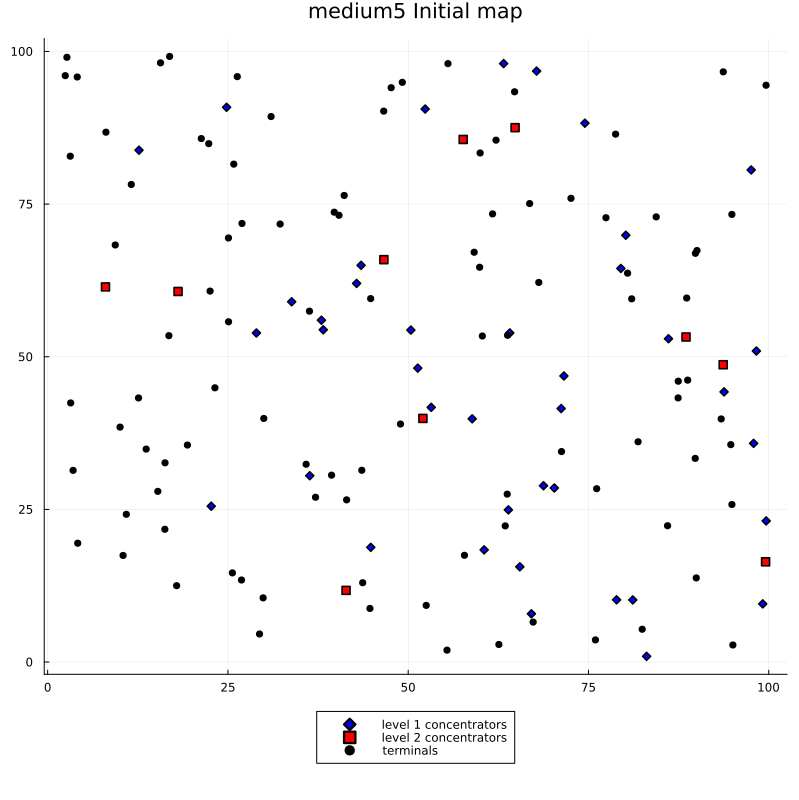 medium5 Initial map
100
75
50
25
0
0 25 50 75 100
level 1 concentrators
level 2 concentrators
terminals